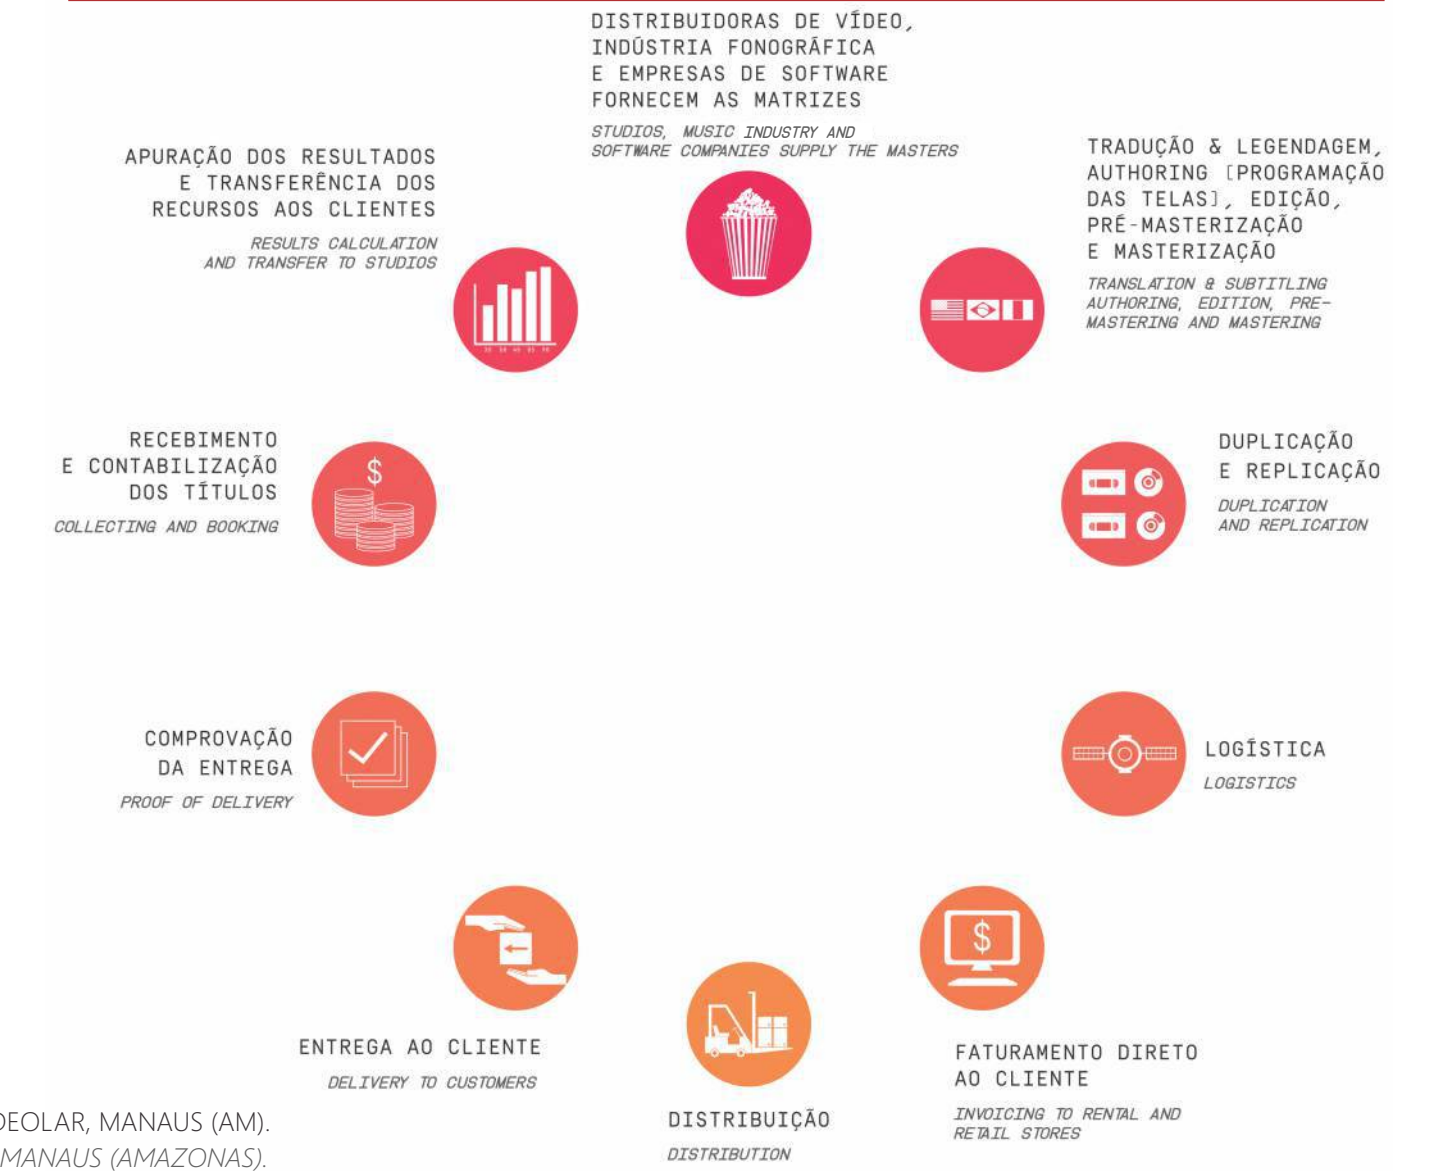 DISTRIBUIDORAS DE VÍDEO,
INDÚSTRIA FONOGRÁFICA
E EMPRESAS DE SOFTWARE
FORNECEM AS MATRIZES
STUDIOS, MUSIC INDUSTRY AND
SOFTWARE COMPANIES SUPPLY THE MASTERS
TRADUÇÃO & LEGENDAGEM,
AUTHORING [PROGRAMAÇÃO
DAS TELAS], EDIÇÃO,
PRÉ-MASTERIZAÇÃO
E MASTERIZAÇÃO
TRANSLATION & SUBTITLING
AUTHORING, EDITION, PRE-
MASTERING AND MASTERING
DUPLICAÇÃO
E REPLICAÇÃO
DUPLICATION
AND REPLICATION
LOGÍSTICA
LOGISTICS
$
FATURAMENTO DIRETO
AO CLIENTE
INVOICING TO RENTAL AND
RETAIL STORES
DISTRIBUIÇÃO
DISTRIBUTION
ENTREGA AO CLIENTE
DELIVERY TO CUSTOMERS
COMPROVAÇÃO
DA ENTREGA
PROOF OF DELIVERY
RECEBIMENTO
E CONTABILIZAÇÃO
DOS TÍTULOS
COLLECTING AND BOOKING
$
APURAÇÃO DOS RESULTADOS
E TRANSFERÊNCIA DOS
RECURSOS AOS CLIENTES
RESULTS CALCULATION
AND TRANSFER TO STUDIOS
DEOLAR, MANAUS (AM).
MANAUS (AMAZONAS).